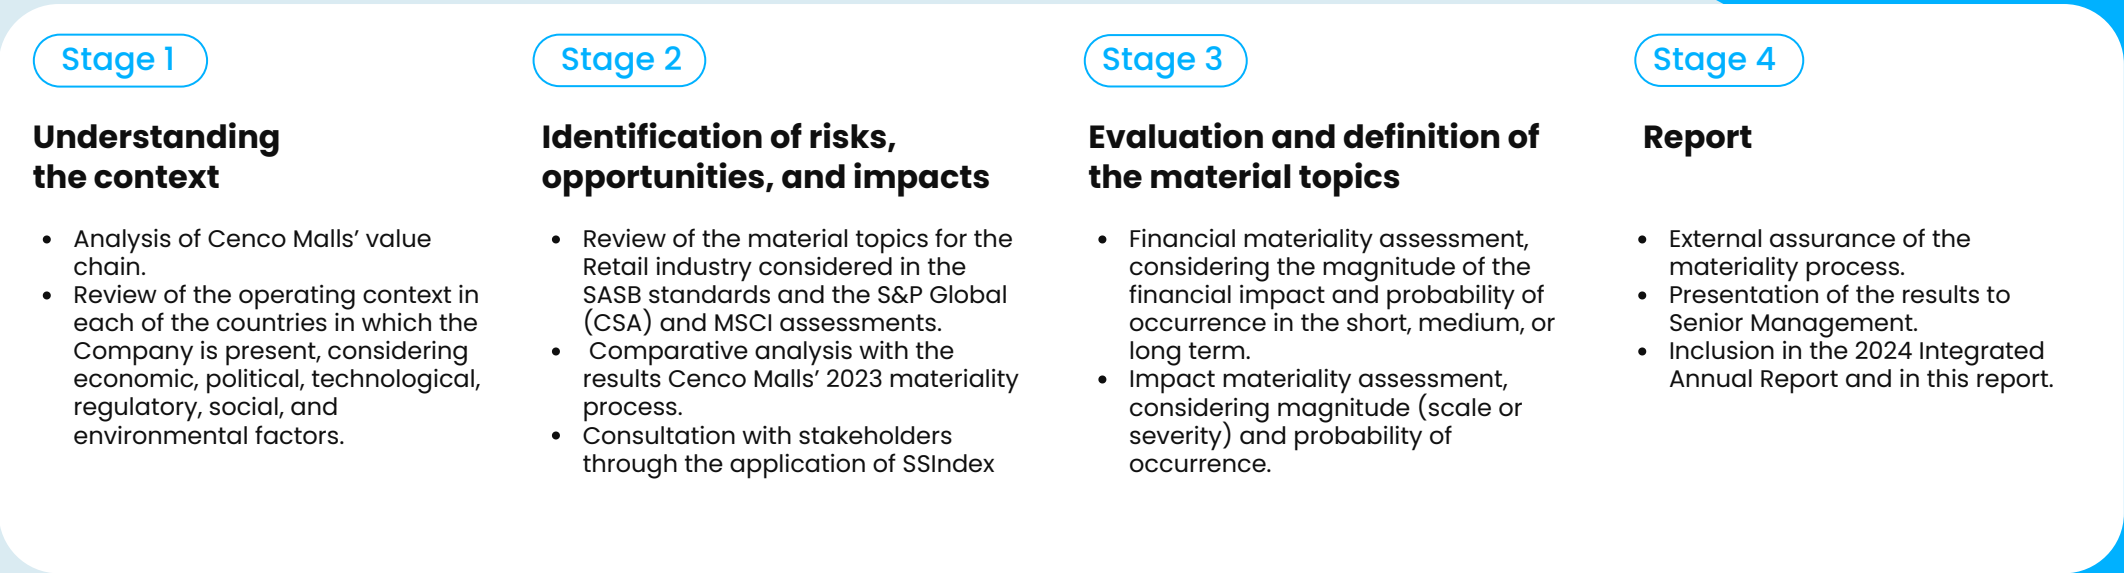 Stage 1
Understanding
the context
• Analysis of Cenco Malls’ value
chain.
• Review of the operating context in
each of the countries in which the
Company is present, considering
economic, political, technological,
regulatory, social, and
environmental factors.
Stage 2
Identification of risks,
opportunities, and impacts
• Review of the material topics for the
Retail industry considered in the
SASB standards and the S&P Global
(CSA) and MSCI assessments.
• Comparative analysis with the
results Cenco Malls’ 2023 materiality
process.
• Consultation with stakeholders
through the application of SSIndex
Stage 3
Evaluation and definition of
the material topics
• Financial materiality assessment,
considering the magnitude of the
financial impact and probability of
occurrence in the short, medium, or
long term.
• Impact materiality assessment,
considering magnitude (scale or
severity) and probability of
occurrence.
Stage 4
Report
• External assurance of the
materiality process.
• Presentation of the results to
Senior Management.
• Inclusion in the 2024 Integrated
Annual Report and in this report.